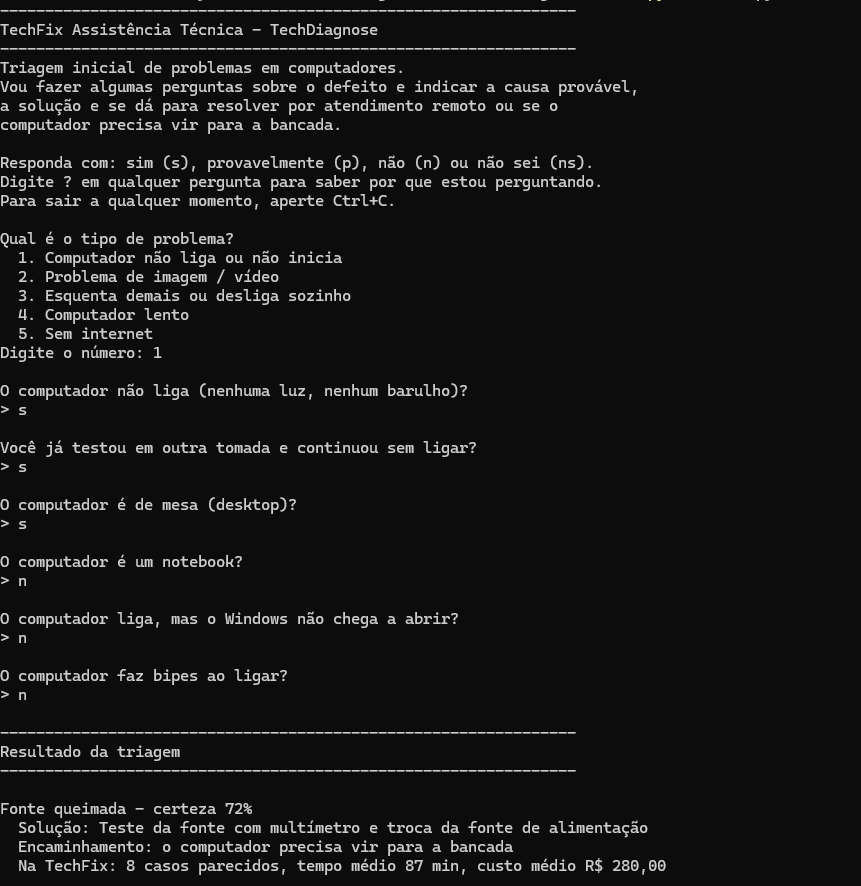 ------------------------------------------------------------
TechFix Assistência Técnica - TechDiagnose
------------------------------------------------------------
Triagem inicial de problemas em computadores.
Vou fazer algumas perguntas sobre o defeito e indicar a causa provável,
a solução e se dá para resolver por atendimento remoto ou se o
computador precisa vir para a bancada.

Responda com: sim (s), provavelmente (p), não (n) ou não sei (ns).
Digite ? em qualquer pergunta para saber por que estou perguntando.
Para sair a qualquer momento, aperte Ctrl+C.

Qual é o tipo de problema?
  1. Computador não liga ou não inicia
  2. Problema de imagem / vídeo
  3. Esquenta demais ou desliga sozinho
  4. Computador lento
  5. Sem internet
Digite o número: 1

O computador não liga (nenhuma luz, nenhum barulho)?
> s

Você já testou em outra tomada e continuou sem ligar?
> s

O computador é de mesa (desktop)?
> s

O computador é um notebook?
> n

O computador liga, mas o Windows não chega a abrir?
> n

O computador faz bipes ao ligar?
> n

------------------------------------------------------------
Resultado da triagem
------------------------------------------------------------

Fonte queimada - certeza 72%
  Solução: Teste da fonte com multímetro e troca da fonte de alimentação
  Encaminhamento: o computador precisa vir para a bancada
  Na TechFix: 8 casos parecidos, tempo médio 87 min, custo médio R$ 280,00